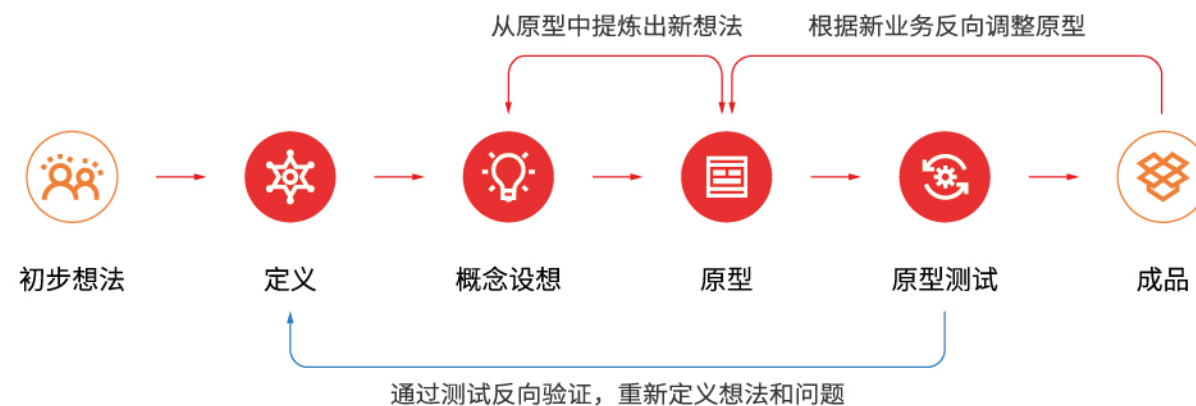 从原型中提炼出新想法
根据新业务反向调整原型
初步想法
定义
概念设想
原型
原型测试
成品
通过测试反向验证，重新定义想法和问题